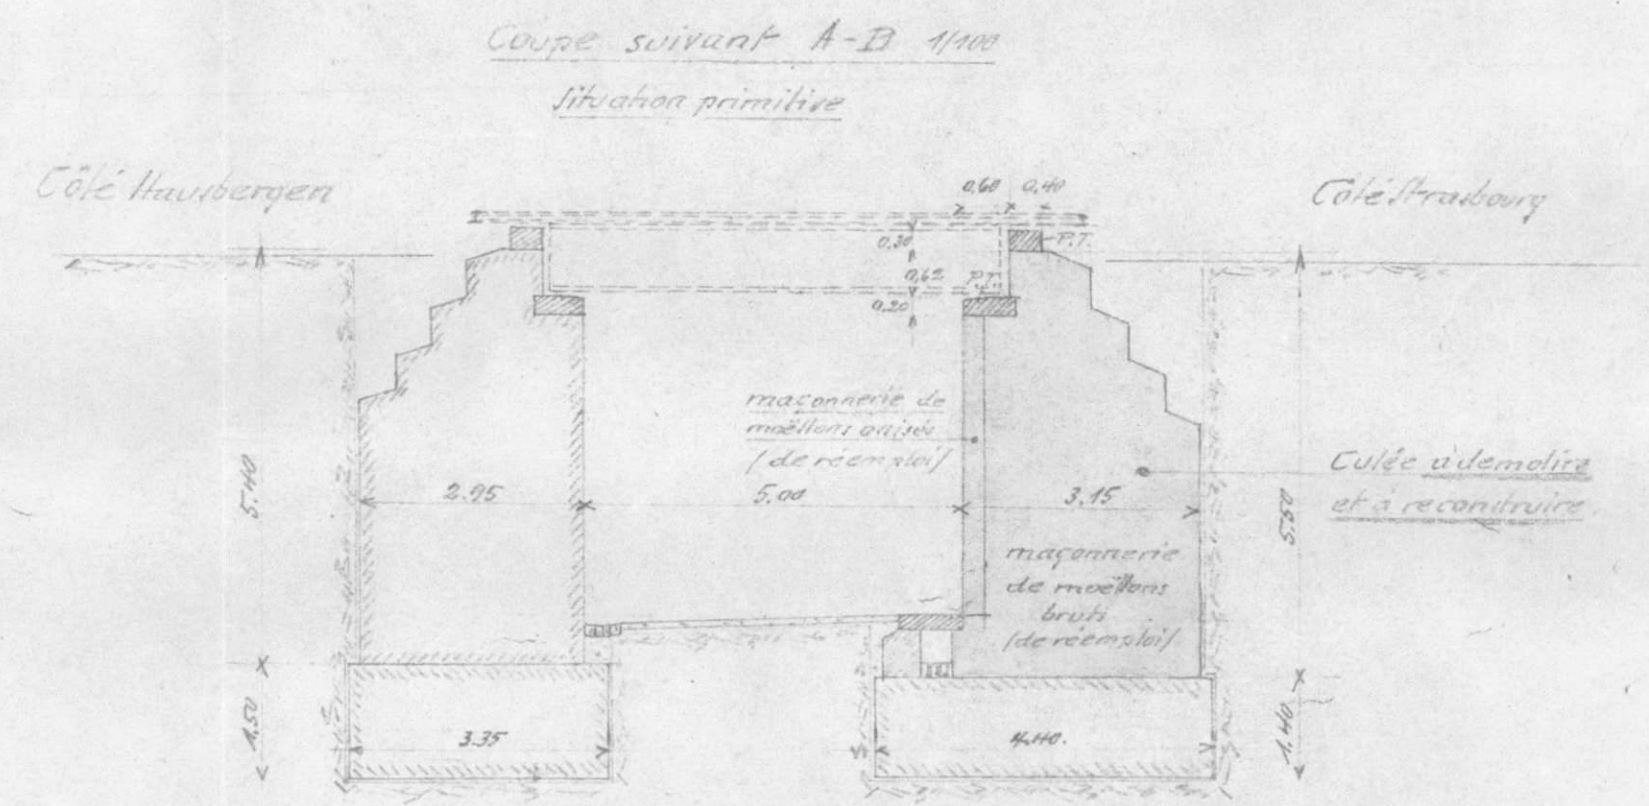 Coupe suivant A-B 1/100
Situation primitive
Côté Hausbergen
0.60 0.40
Côté Strasbourg
P.T.
0.30
0.62 P.T.
0.20
maçonnerie de
moëllons
(de réemploi)
2.95
5.00
3.15
Culée à demolire
et à reconstruire.
5.40
5.50
maçonnerie
de moëllons
bruts
(de réemploi)
1.50
3.35
4.40.
1.40